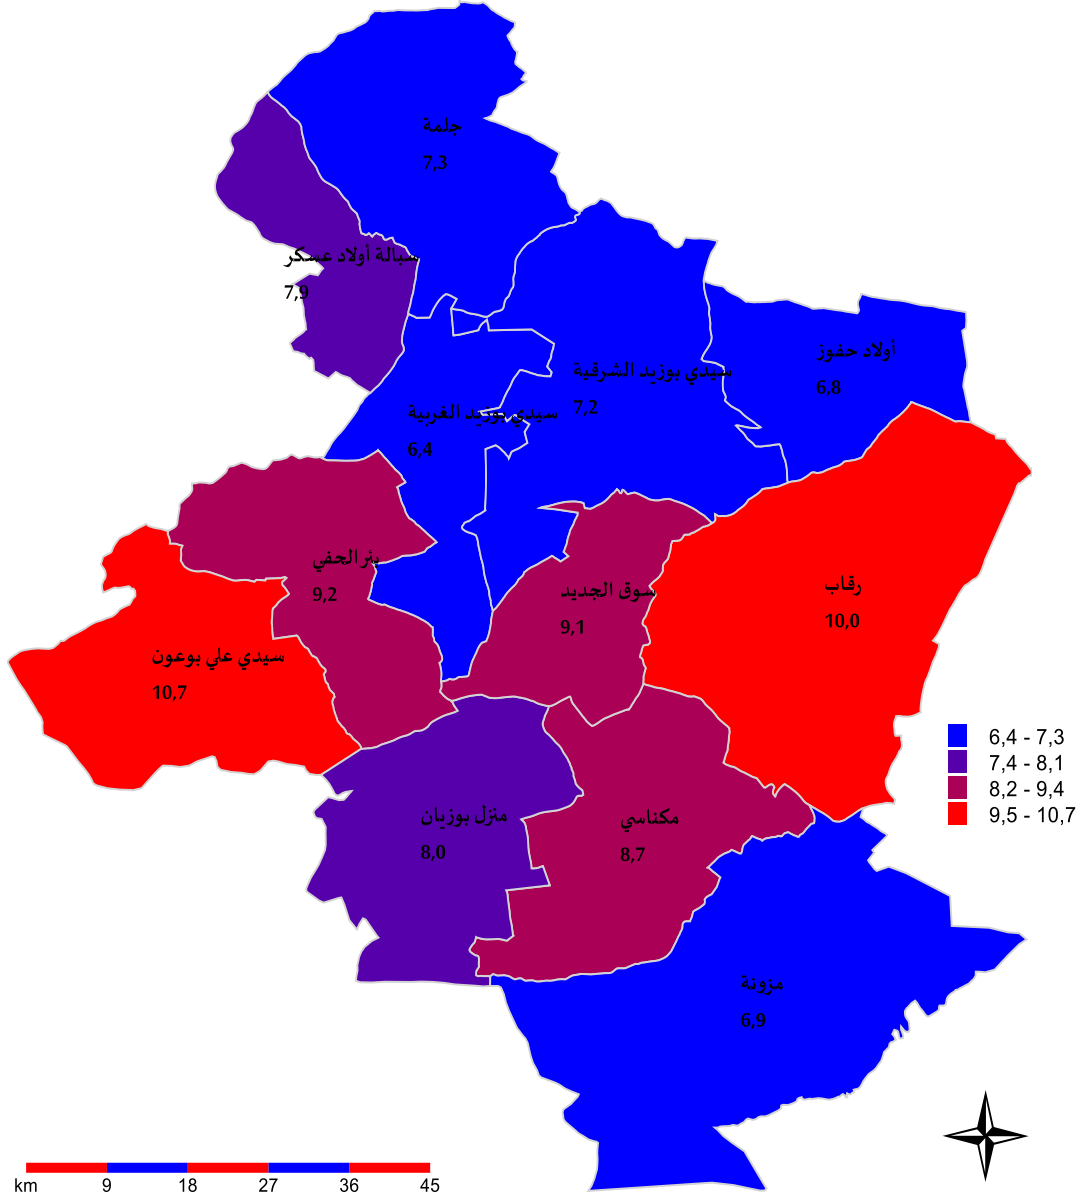 جلمة
7,3
سبالة أولاد عسكر
7,9
أولاد حفوز
6,8
سيدي بوزيد الشرقية
7,2
سيدي بوزيد الغربية
6,4
بئر الحفي
9,2
سوق الجديد
9,1
رقاب
10,0
سيدي علي بوعون
10,7
منزل بوزيان
8,0
مكناسي
8,7
مزونة
6,9
6,4 - 7,3
7,4 - 8,1
8,2 - 9,4
9,5 - 10,7
km 9 18 27 36 45